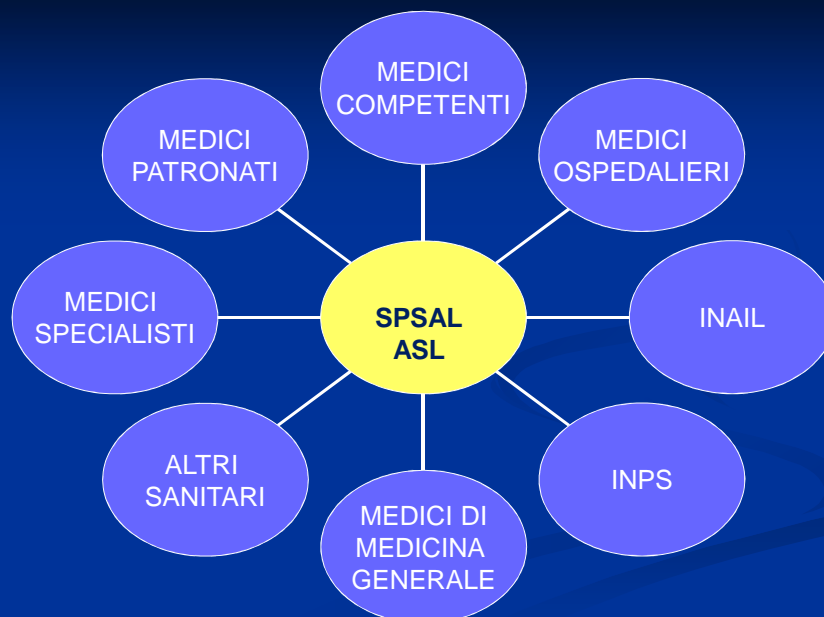 MEDICI
COMPETENTI
MEDICI
PATRONATI
MEDICI
OSPEDALIERI
MEDICI
SPECIALISTI
SPSAL
ASL
INAIL
ALTRI
SANITARI
INPS
MEDICI DI
MEDICINA
GENERALE